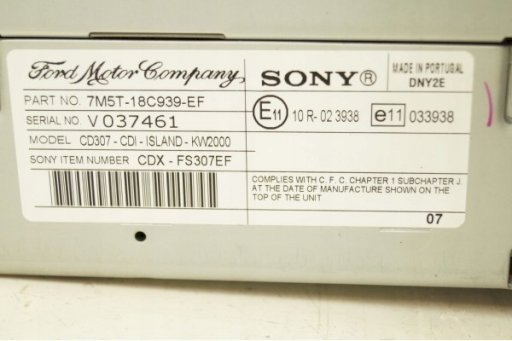 Ford Motor Company
SONY®
MADE IN PORTUGAL
DNY2E
PART NO. 7M5T-18C939-EF
SERIAL NO. V 037461
E11 10 R- 02 3938
e11 033938
MODEL CD307 - CDI - ISLAND - KW2000
SONY ITEM NUMBER CDX - FS307EF
COMPLIES WITH C. F. C. CHAPTER 1 SUBCHAPTER J.
AT THE DATE OF MANUFACTURE SHOWN ON THE
TOP OF THE UNIT
07